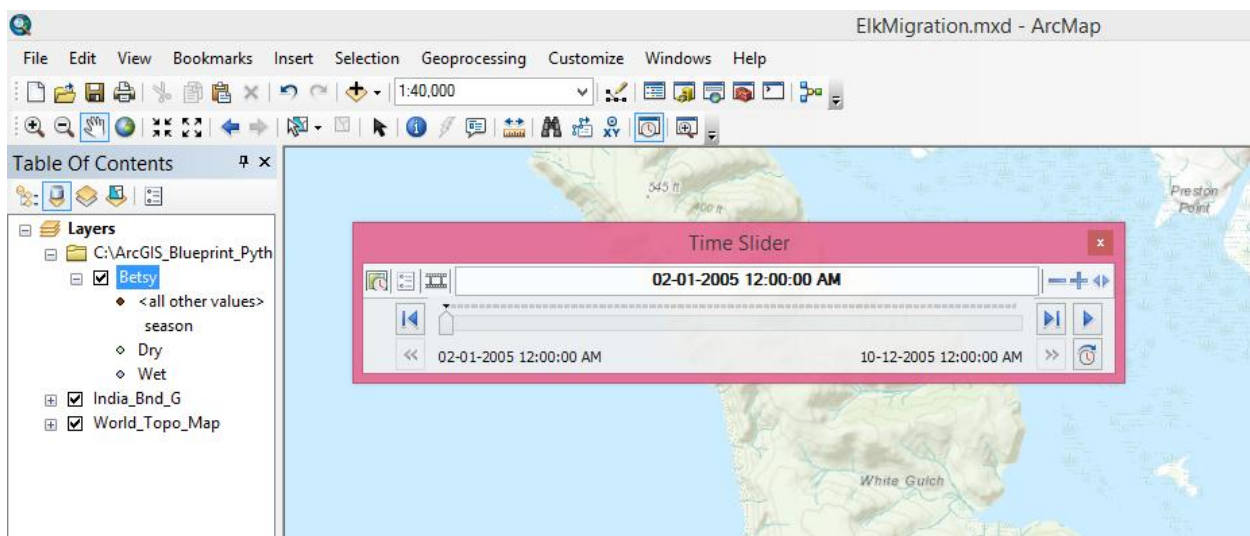 ElkMigration.mxd - ArcMap
File Edit View Bookmarks Insert Selection Geoprocessing Customize Windows Help
1:40,000
XY
Table Of Contents
Layers
C:\ArcGIS_Blueprint_Pyth
Betsy
<all other values>
season
Dry
Wet
India_Bnd_G
World_Topo_Map
545 ft
400 ft
Preston
Point
Time Slider
02-01-2005 12:00:00 AM
02-01-2005 12:00:00 AM 10-12-2005 12:00:00 AM
White Gulch